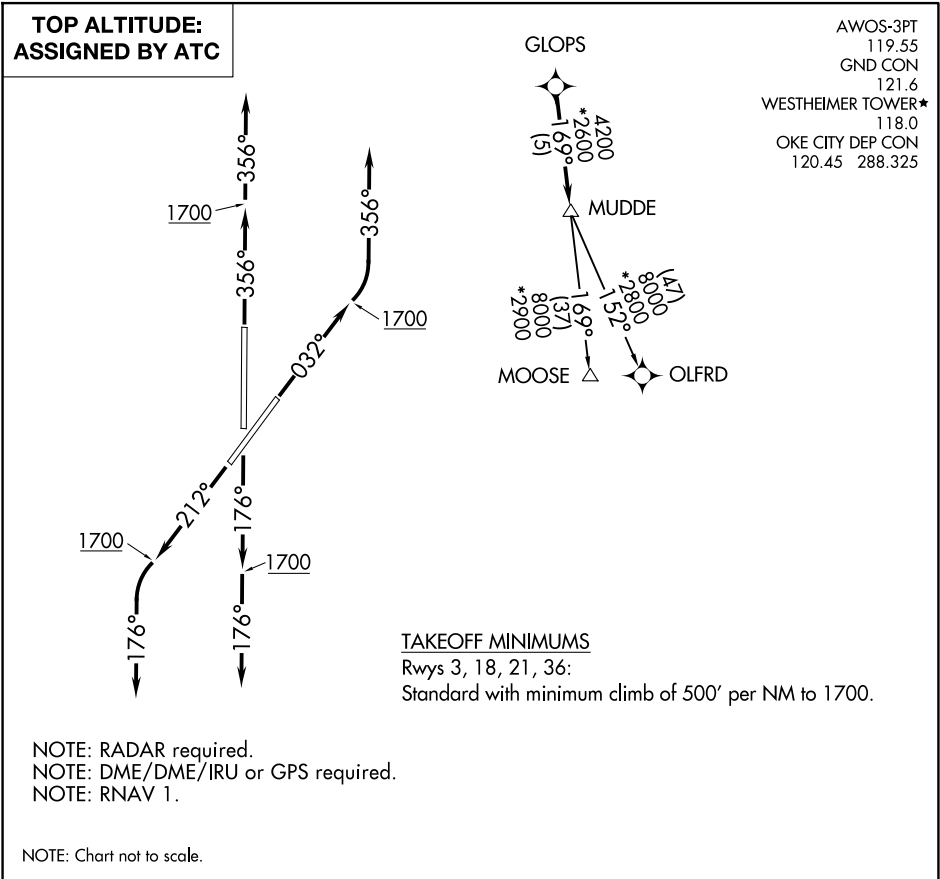 TOP ALTITUDE:
ASSIGNED BY ATC
AWOS-3PT
119.55
GND CON
121.6
WESTHEIMER TOWER★
118.0
OKE CITY DEP CON
120.45 288.325
GLOPS
4200
*2600
169°
(5)
MUDDE
(47)
8000
*2800
152°
169°
(37)
8000
*2900
MOOSE
OLFRD
356°
1700
356°
356°
1700
032°
212°
1700
176°
176°
1700
176°
TAKEOFF MINIMUMS
Rwys 3, 18, 21, 36:
Standard with minimum climb of 500’ per NM to 1700.
NOTE: RADAR required.
NOTE: DME/DME/IRU or GPS required.
NOTE: RNAV 1.
NOTE: Chart not to scale.